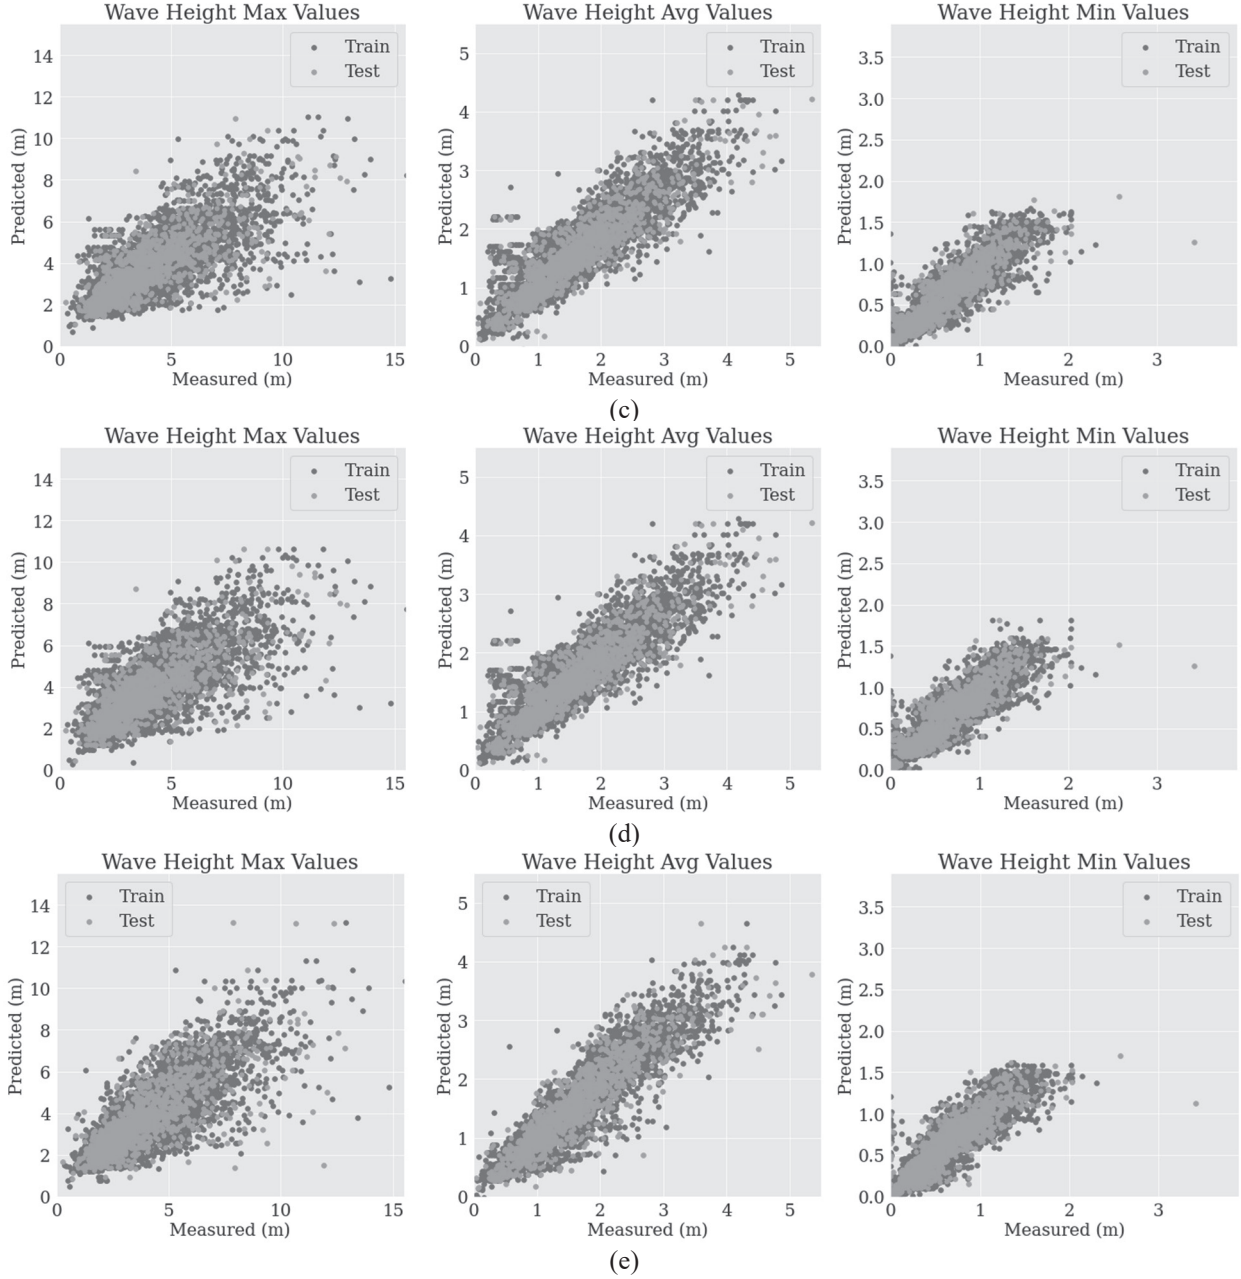 Wave Height Max Values Wave Height Avg Values Wave Height Min Values
Train
Test
Train
Test
Train
Test
Predicted (m)
14
12
10
8
6
4
2
0
0 5 10 15
Measured (m)
Predicted (m)
5
4
3
2
1
0
0 1 2 3 4 5
Measured (m)
Predicted (m)
3.5
3.0
2.5
2.0
1.5
1.0
0.5
0.0
0 1 2 3
Measured (m)
(c)
Wave Height Max Values Wave Height Avg Values Wave Height Min Values
Train
Test
Train
Test
Train
Test
Predicted (m)
14
12
10
8
6
4
2
0
0 5 10 15
Measured (m)
Predicted (m)
5
4
3
2
1
0
0 1 2 3 4 5
Measured (m)
Predicted (m)
3.5
3.0
2.5
2.0
1.5
1.0
0.5
0.0
0 1 2 3
Measured (m)
(d)
Wave Height Max Values Wave Height Avg Values Wave Height Min Values
Train
Test
Train
Test
Train
Test
Predicted (m)
14
12
10
8
6
4
2
0
0 5 10 15
Measured (m)
Predicted (m)
5
4
3
2
1
0
0 1 2 3 4 5
Measured (m)
Predicted (m)
3.5
3.0
2.5
2.0
1.5
1.0
0.5
0.0
0 1 2 3
Measured (m)
(e)